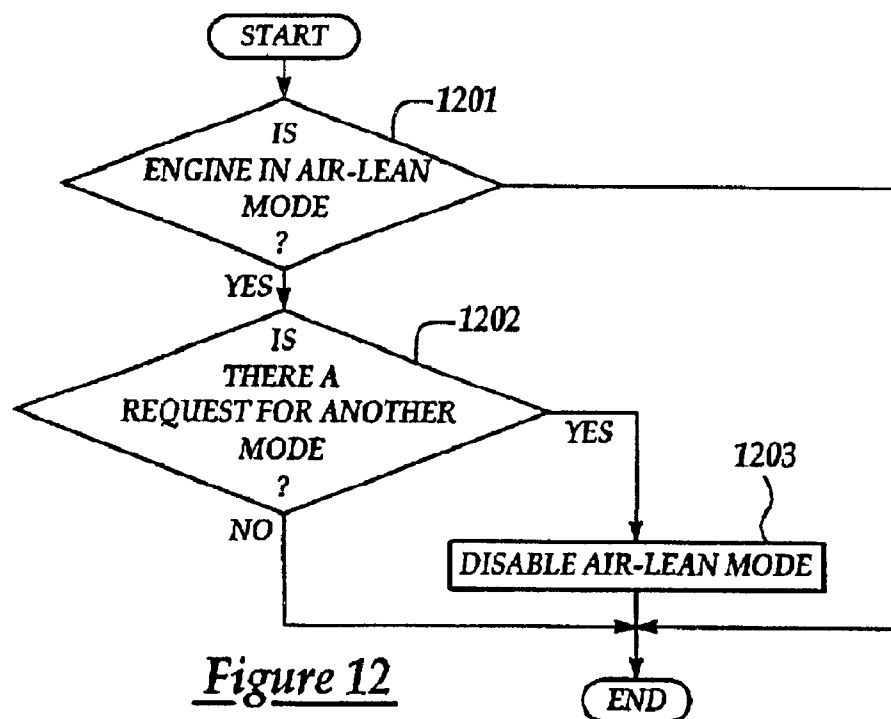 START
1201
IS
ENGINE IN AIR-LEAN
MODE
?
YES
1202
IS
THERE A
REQUEST FOR ANOTHER
MODE
?
YES
NO
1203
DISABLE AIR-LEAN MODE
Figure 12
END